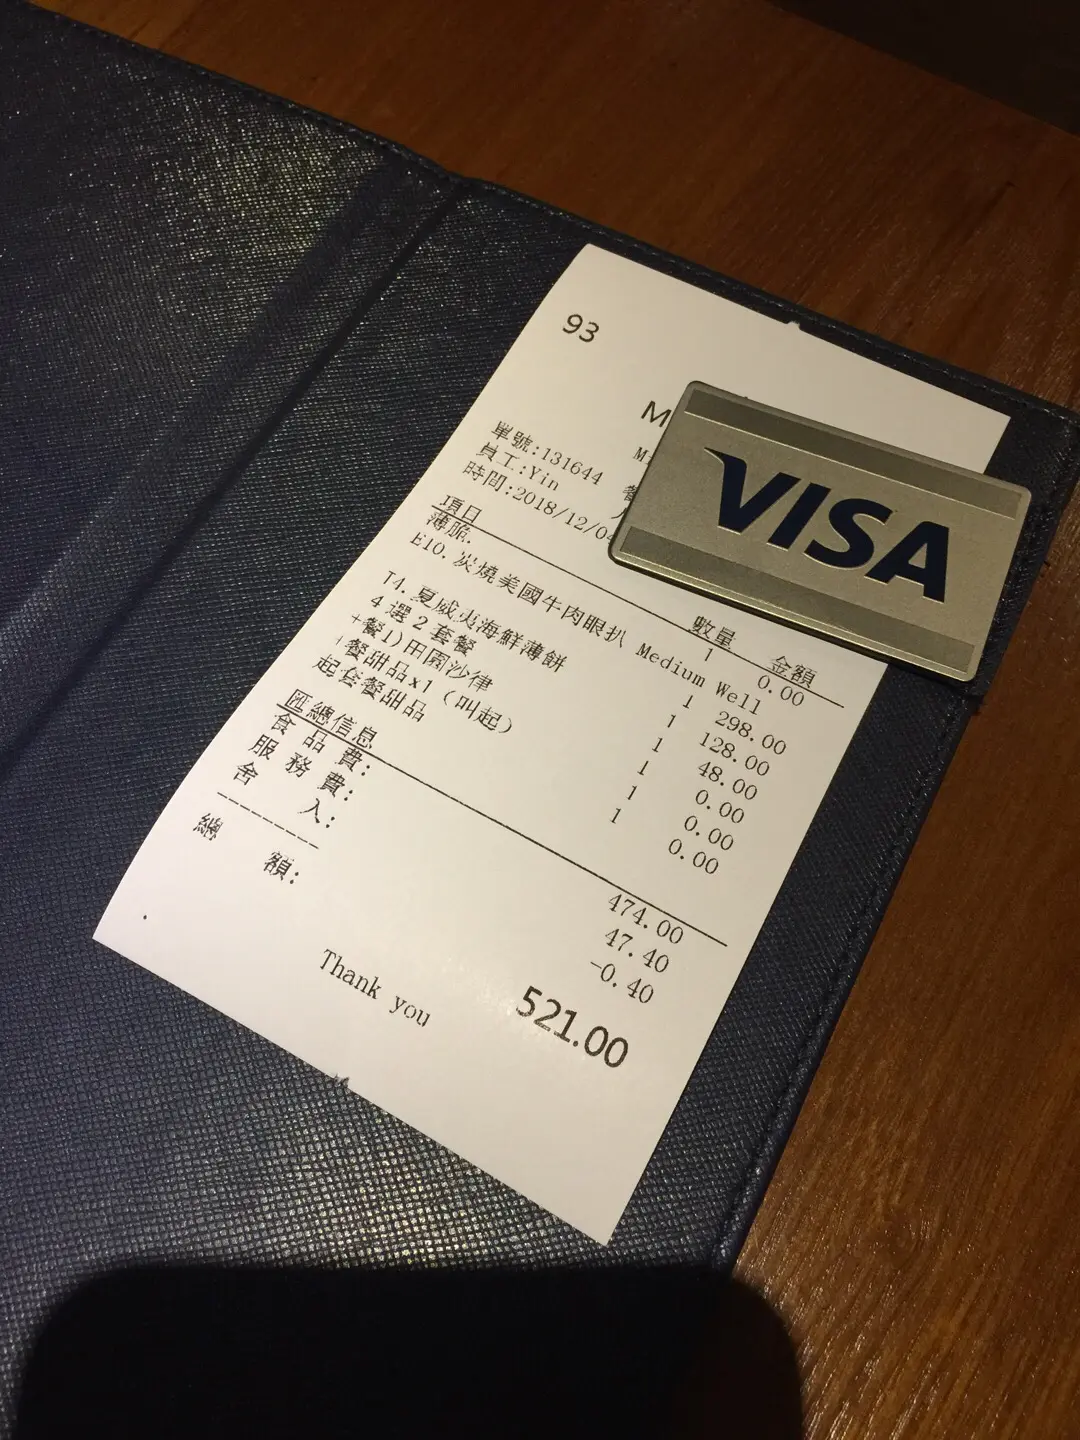 93
M
M-
單號:131644 餐
員工:Yin 人
時間:2018/12/04
VISA
項目 數量 金額
薄脆. 1 0.00
E10. 炭燒美國牛肉眼扒 Medium Well 1 298.00
T4. 夏威夷海鮮薄餅 1 128.00
4選2套餐 1 48.00
+餐1)田園沙律 1 0.00
+餐甜品x1 (叫起) 1 0.00
起套餐甜品 1 0.00
匯總信息
食品費: 474.00
服務費: 47.40
舍入: -0.40
總額: 521.00
Thank you